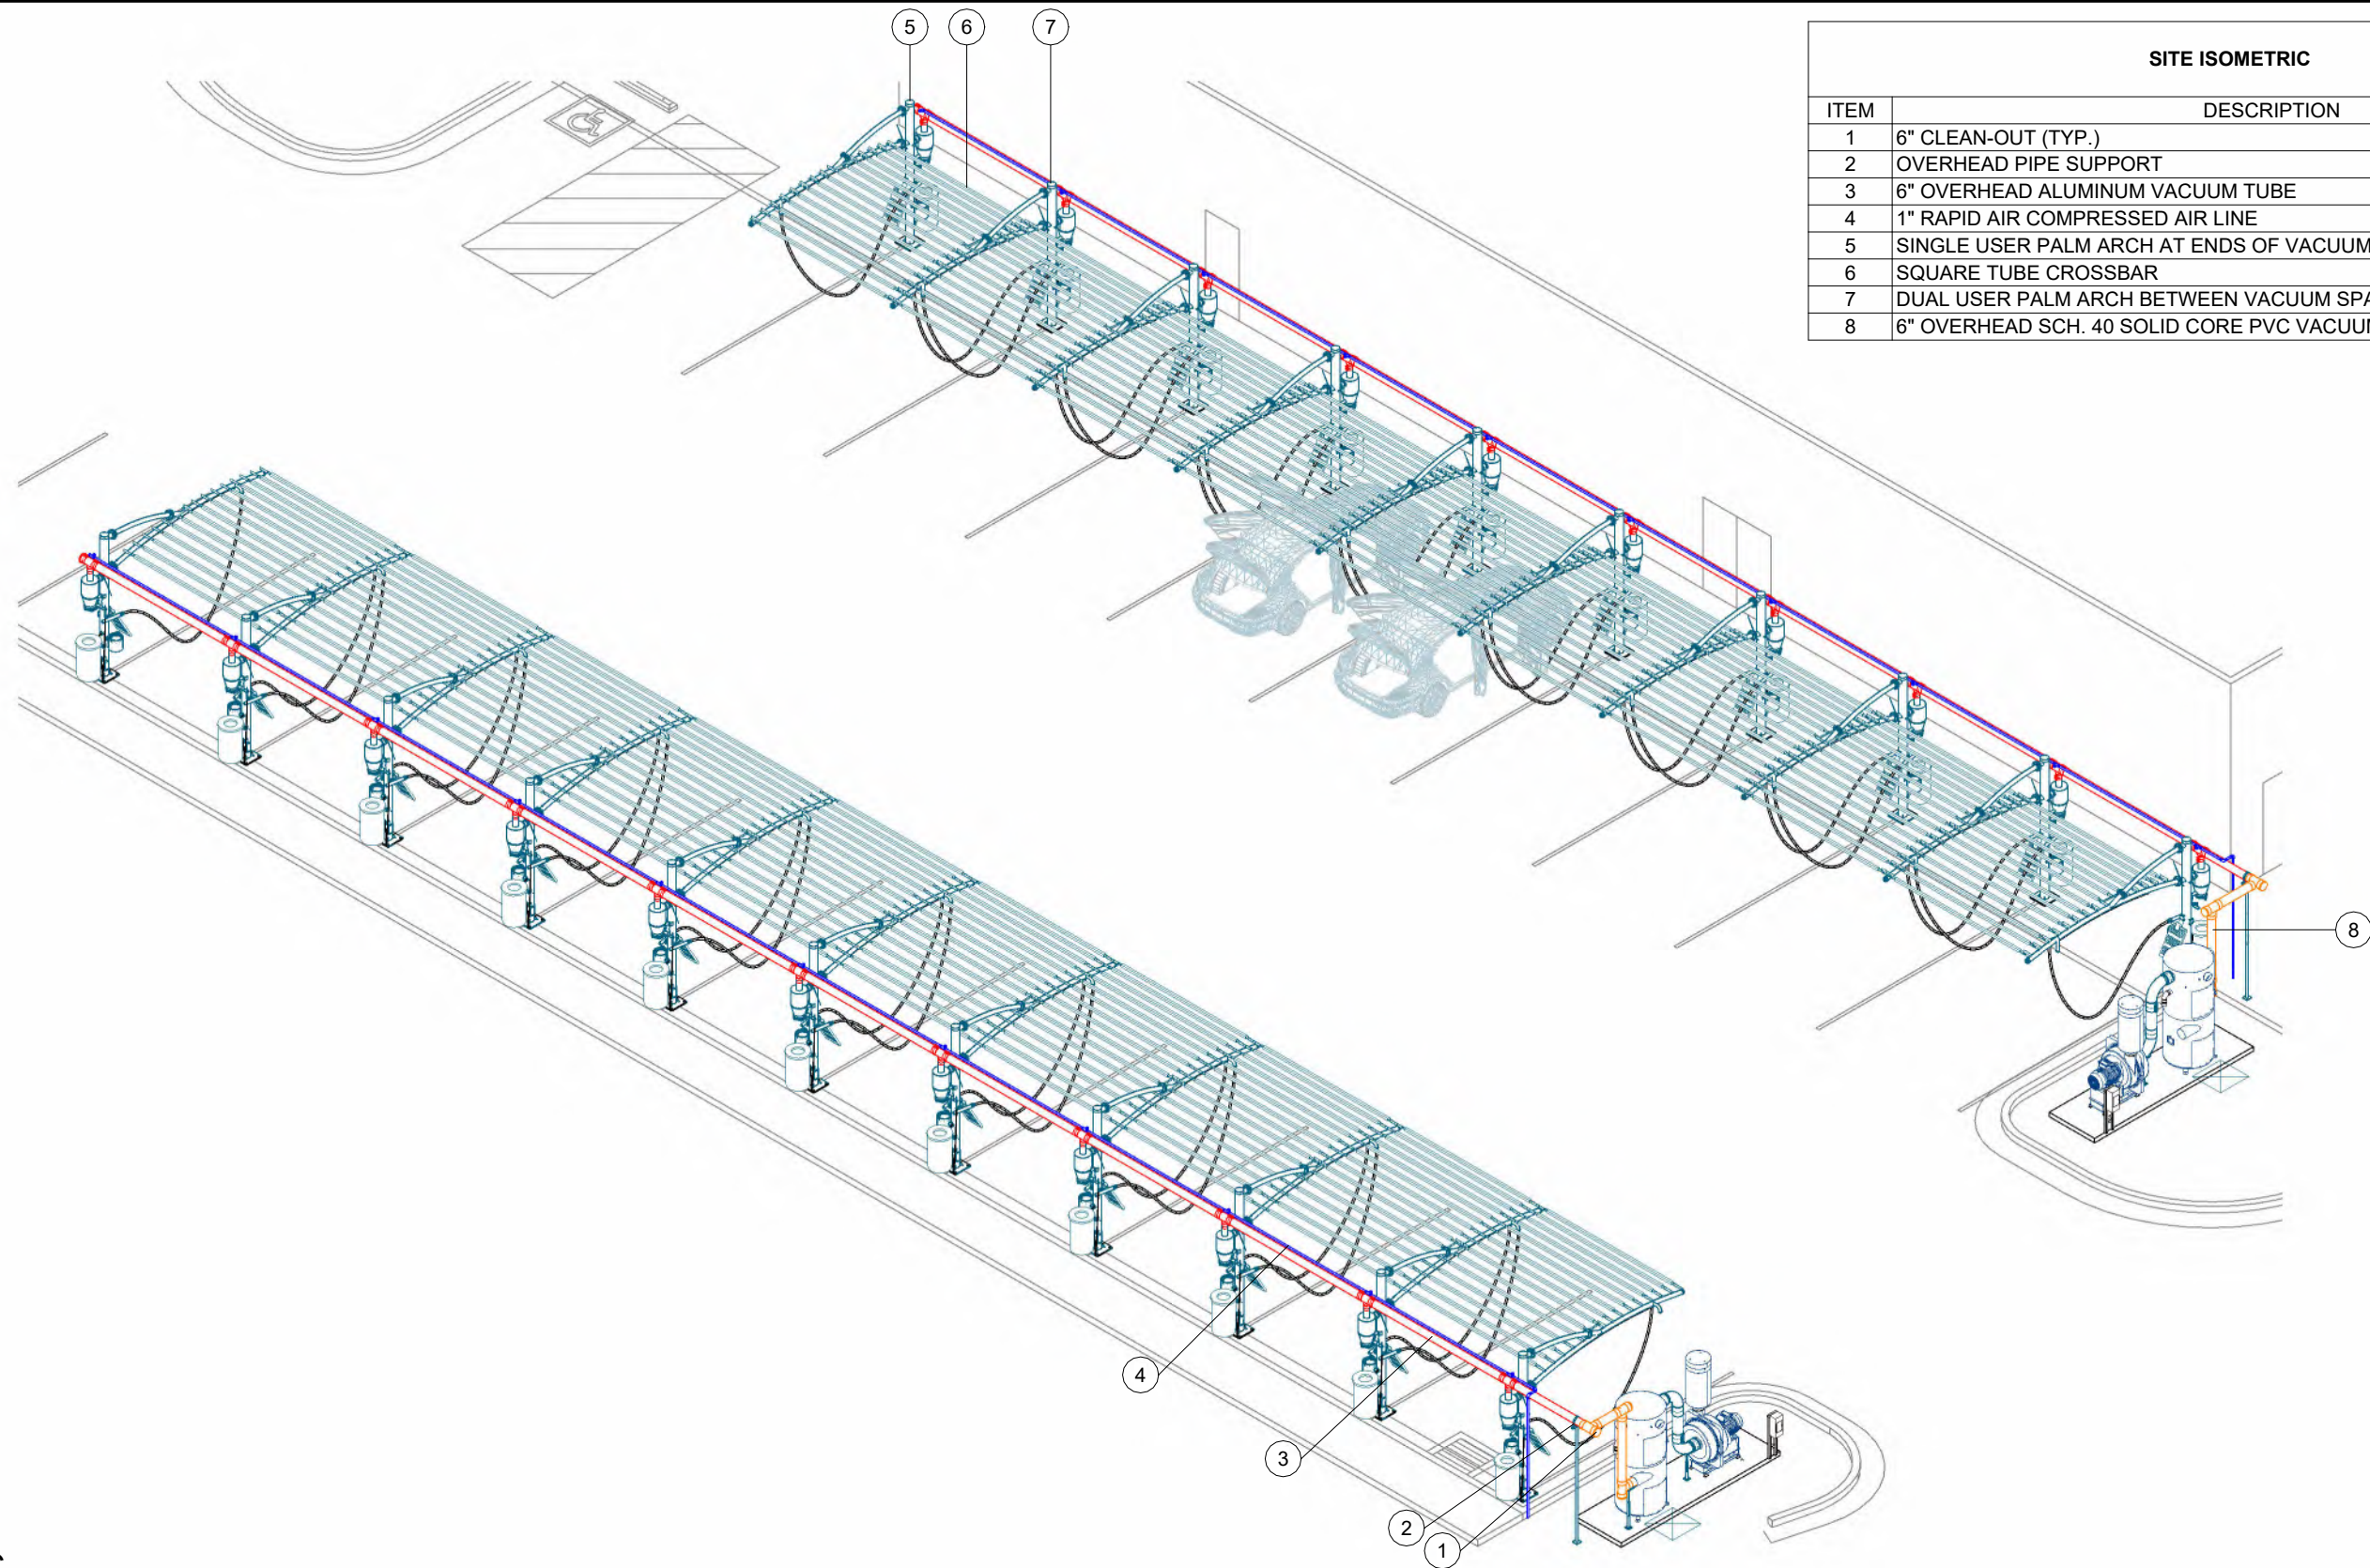 5 6 7
SITE ISOMETRIC
ITEM DESCRIPTION
1 6" CLEAN-OUT (TYP.)
2 OVERHEAD PIPE SUPPORT
3 6" OVERHEAD ALUMINUM VACUUM TUBE
4 1" RAPID AIR COMPRESSED AIR LINE
5 SINGLE USER PALM ARCH AT ENDS OF VACUUM
6 SQUARE TUBE CROSSBAR
7 DUAL USER PALM ARCH BETWEEN VACUUM SPA
8 6" OVERHEAD SCH. 40 SOLID CORE PVC VACUUM
8
4
3
2
1